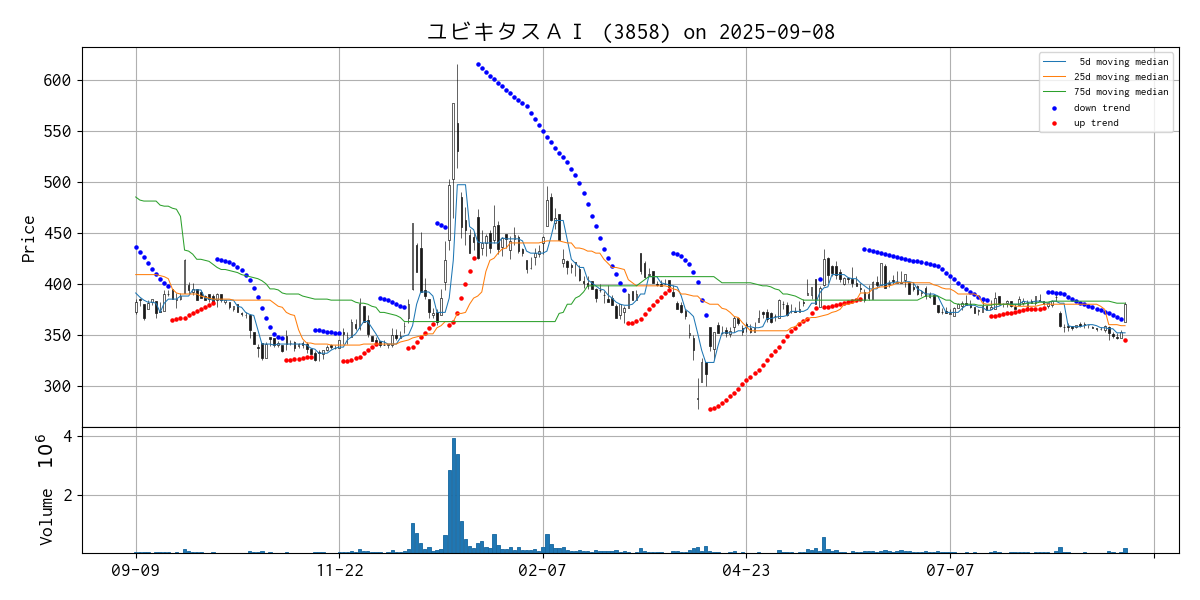 ユビキタスＡＩ (3858) on 2025-09-08
5d moving median
25d moving median
75d moving median
down trend
up trend
Price
600
550
500
450
400
350
300
Volume 10^6
4
2
09-09 11-22 02-07 04-23 07-07